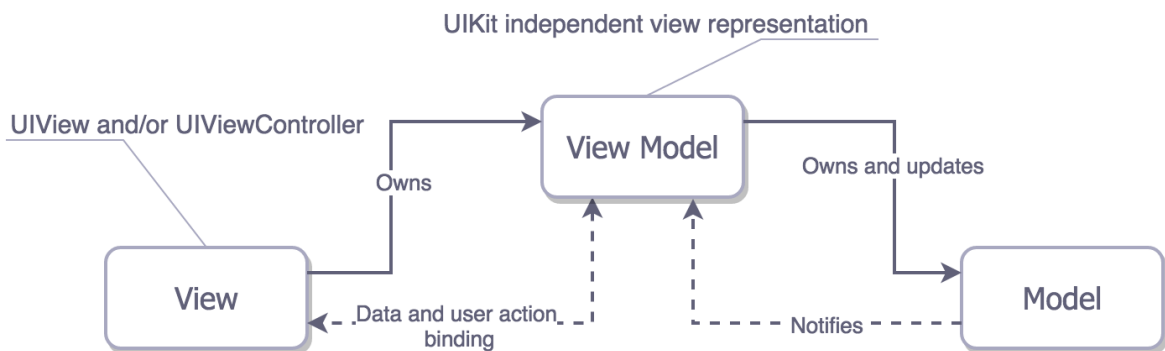 UIKit independent view representation
UIView and/or UIViewController
View Model
Owns and updates
Owns
View
Data and user action
binding
Notifies
Model